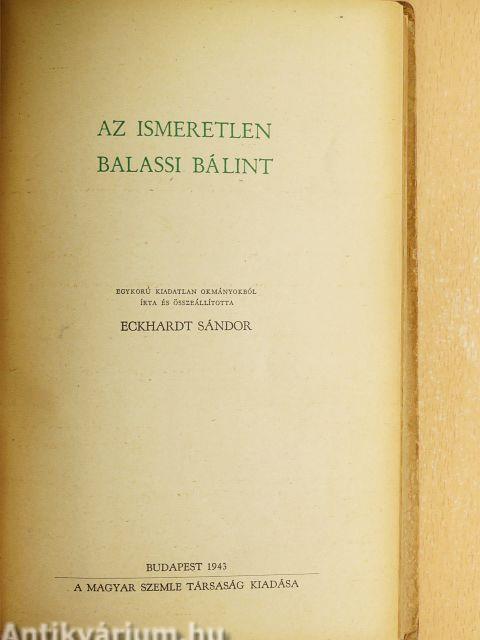 AZ ISMERETLEN
BALASSI BÁLINT
EGYKORÚ KIADATLAN OKMÁNYOKBÓL
ÍRTA ÉS ÖSSZEÁLLÍTOTTA
ECKHARDT SÁNDOR
BUDAPEST 1943
A MAGYAR SZEMLE TÁRSASÁG KIADÁSA
Antikvárium.hu